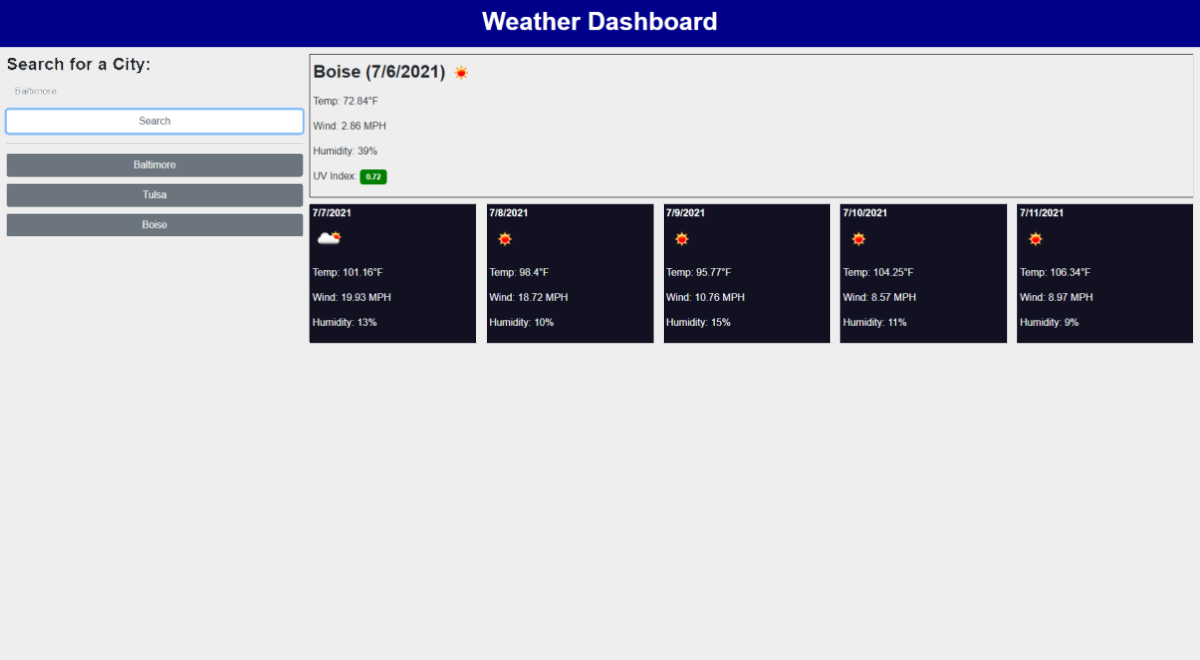 Weather Dashboard
Search for a City:
Baltimore
Search
Baltimore
Tulsa
Boise
Boise (7/6/2021)
Temp: 72.84°F
Wind: 2.86 MPH
Humidity: 39%
UV Index: 0.72
7/7/2021
Temp: 101.16°F
Wind: 19.93 MPH
Humidity: 13%
7/8/2021
Temp: 98.4°F
Wind: 18.72 MPH
Humidity: 10%
7/9/2021
Temp: 95.77°F
Wind: 10.76 MPH
Humidity: 15%
7/10/2021
Temp: 104.25°F
Wind: 8.57 MPH
Humidity: 11%
7/11/2021
Temp: 106.34°F
Wind: 8.97 MPH
Humidity: 9%